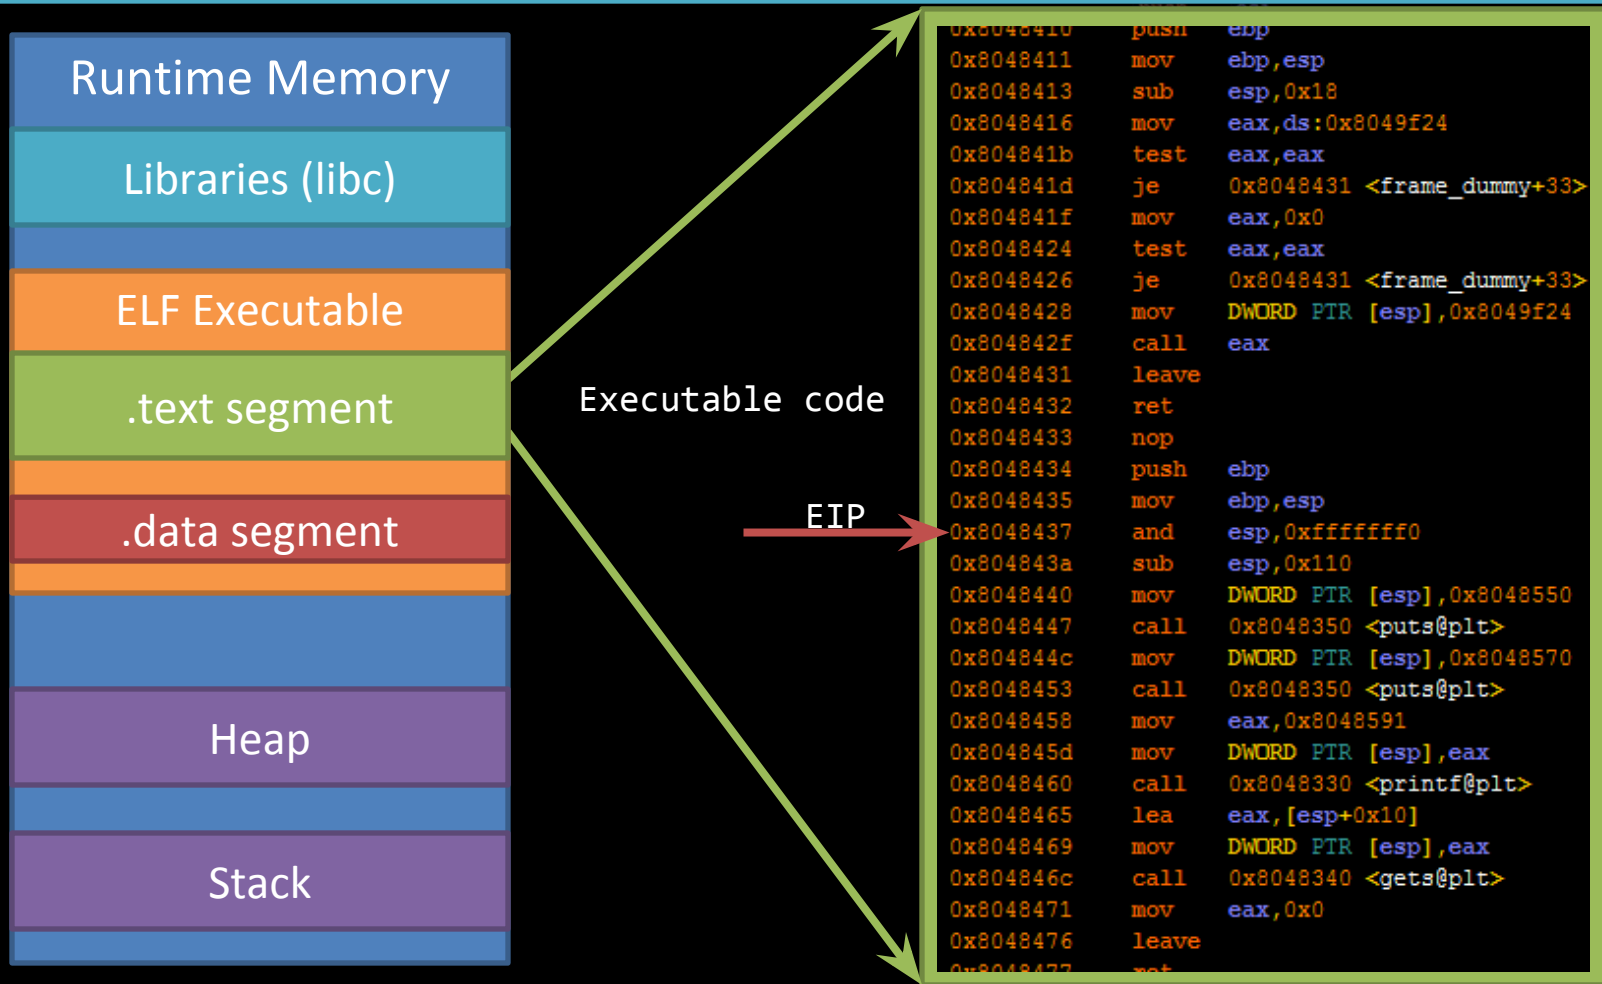 Runtime Memory
Libraries (libc)
ELF Executable
.text segment
.data segment
Heap
Stack
Executable code
EIP
0x8048410 push ebp
0x8048411 mov ebp,esp
0x8048413 sub esp,0x18
0x8048416 mov eax,ds:0x8049f24
0x804841b test eax,eax
0x804841d je 0x8048431 <frame_dummy+33>
0x804841f mov eax,0x0
0x8048424 test eax,eax
0x8048426 je 0x8048431 <frame_dummy+33>
0x8048428 mov DWORD PTR [esp],0x8049f24
0x804842f call eax
0x8048431 leave
0x8048432 ret
0x8048433 nop
0x8048434 push ebp
0x8048435 mov ebp,esp
0x8048437 and esp,0xfffffff0
0x804843a sub esp,0x110
0x8048440 mov DWORD PTR [esp],0x8048550
0x8048447 call 0x8048350 <puts@plt>
0x804844c mov DWORD PTR [esp],0x8048570
0x8048453 call 0x8048350 <puts@plt>
0x8048458 mov eax,0x8048591
0x804845d mov DWORD PTR [esp],eax
0x8048460 call 0x8048330 <printf@plt>
0x8048465 lea eax,[esp+0x10]
0x8048469 mov DWORD PTR [esp],eax
0x804846c call 0x8048340 <gets@plt>
0x8048471 mov eax,0x0
0x8048476 leave
0x8048477 ret